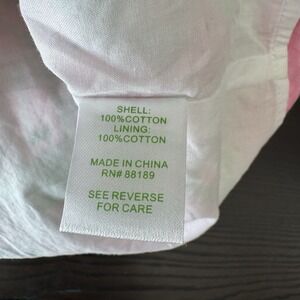 SHELL:
100%COTTON
LINING:
100%COTTON
MADE IN CHINA
RN# 88189
SEE REVERSE
FOR CARE